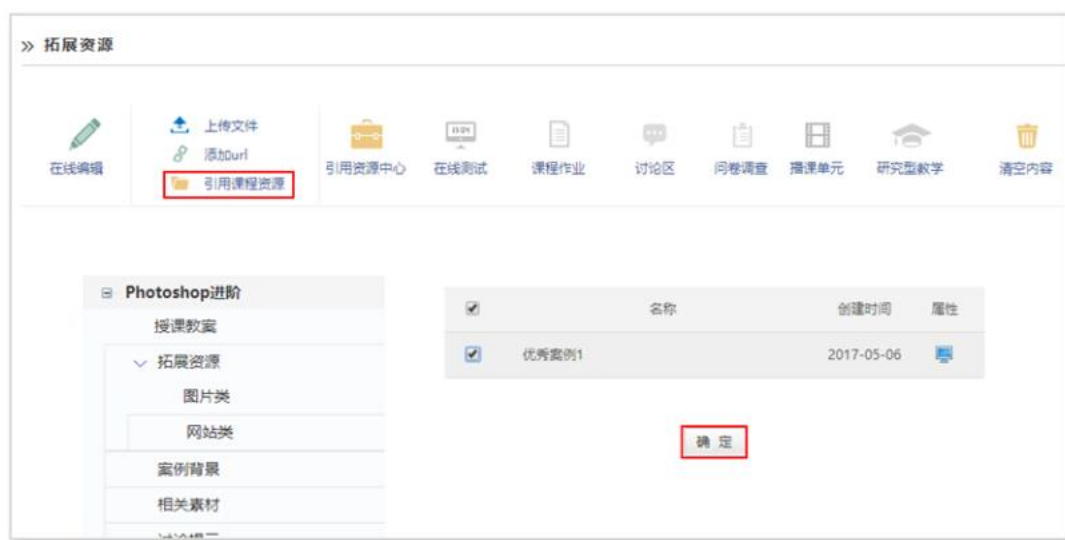 » 拓展资源
在线编辑
上传文件
添加url
引用课程资源
引用资源中心
在线测试
课程作业
讨论区
问卷调查
播课单元
研究型教学
清空内容
Photoshop进阶
授课教案
拓展资源
图片类
网站类
案例背景
相关素材
名称 创建时间 属性
优秀案例1 2017-05-06
确 定